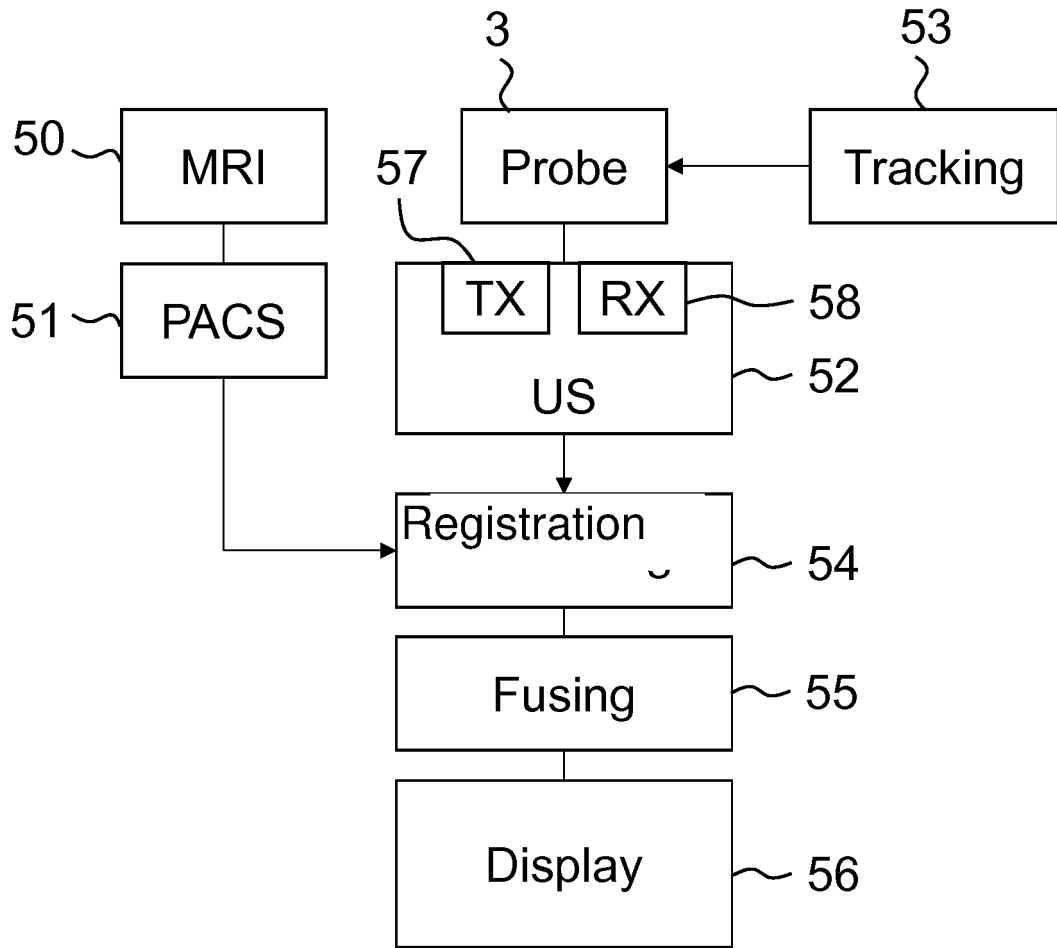 3
53
50
MRI
57
Probe
Tracking
51
PACS
TX
RX
58
52
US
Registration
54
Fusing
55
Display
56